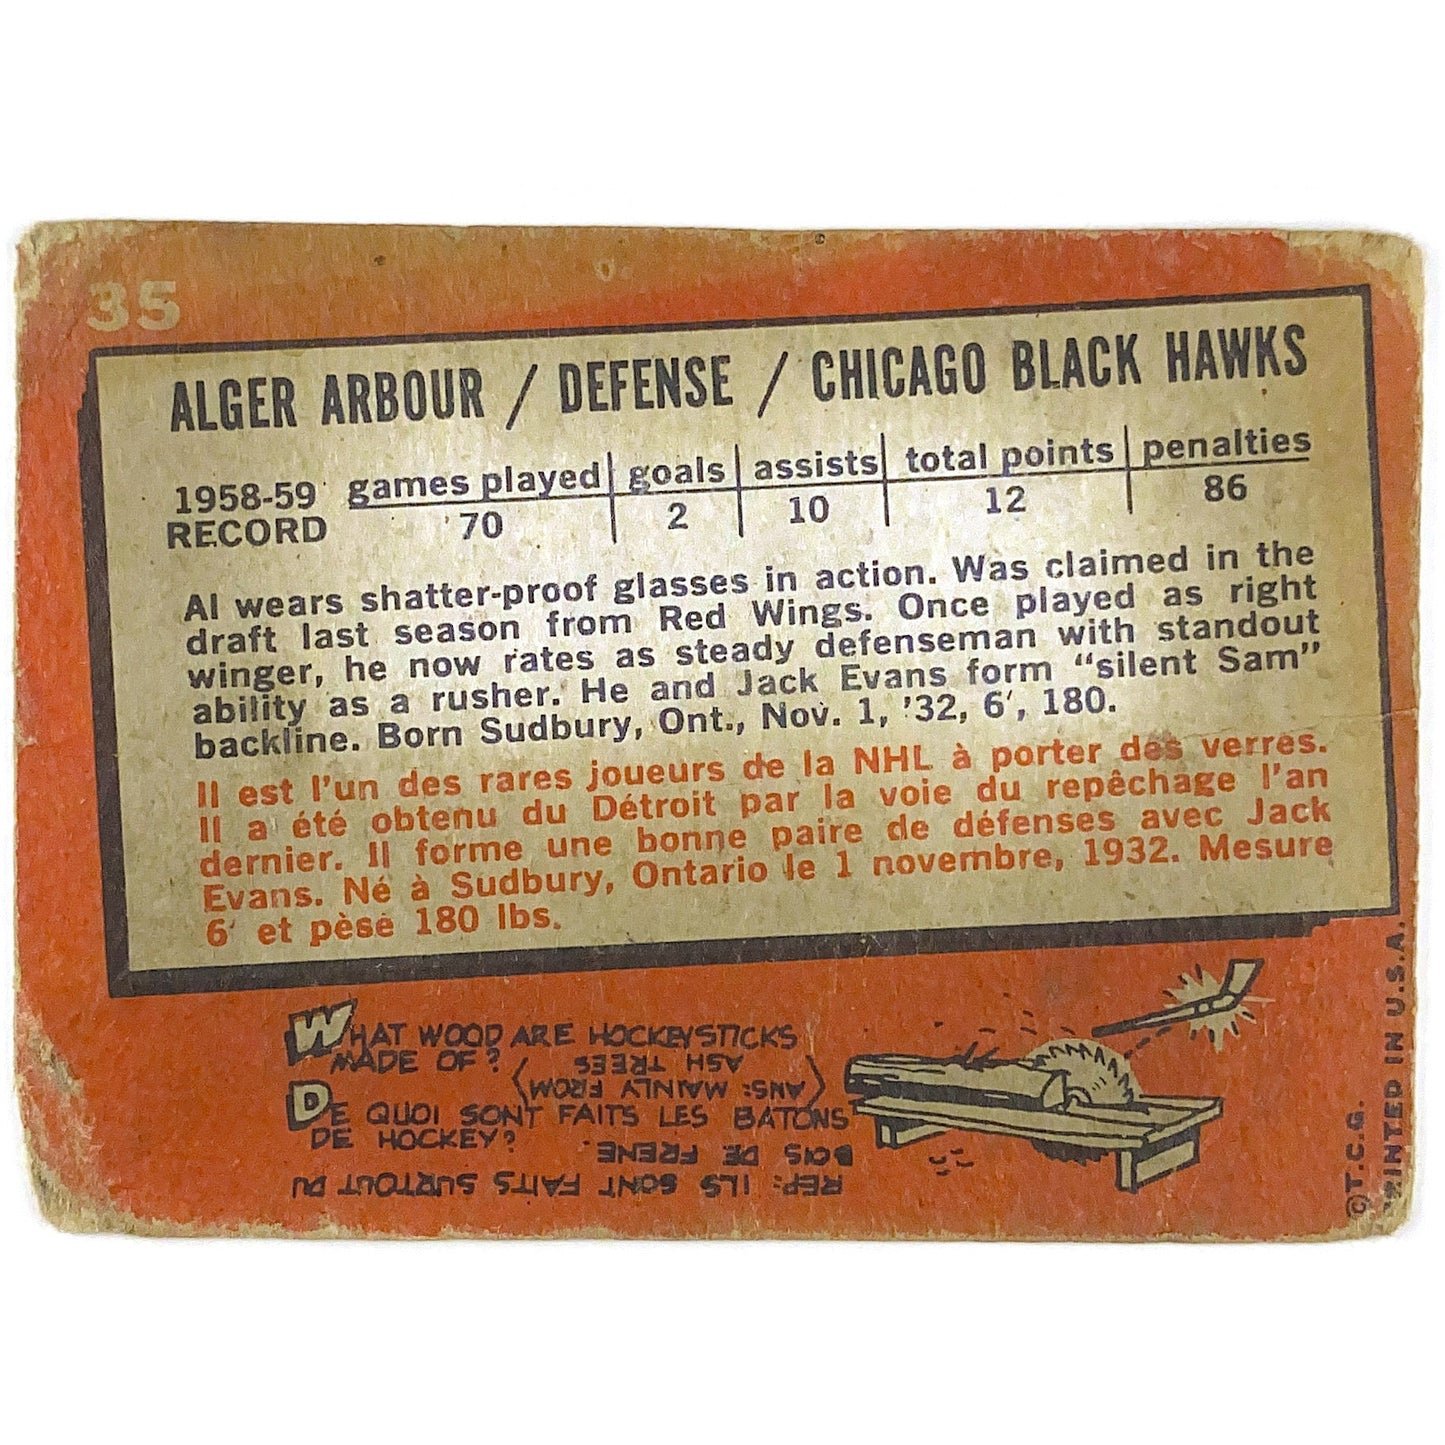 35
ALGER ARBOUR / DEFENSE / CHICAGO BLACK HAWKS
1958-59 RECORD games played goals assists total points penalties
70 2 10 12 86
Al wears shatter-proof glasses in action. Was claimed in the
draft last season from Red Wings. Once played as right
winger, he now rates as steady defenseman with standout
ability as a rusher. He and Jack Evans form "silent Sam"
backline. Born Sudbury, Ont., Nov. 1, '32, 6', 180.
Il est l'un des rares joueurs de la NHL à porter des verres.
Il a été obtenu du Détroit par la voie du repêchage l'an
dernier. Il forme une bonne paire de défenses avec Jack
Evans. Né à Sudbury, Ontario le 1 novembre, 1932. Mesure
6' et pèse 180 lbs.
WHAT WOOD ARE HOCKEY STICKS
MADE OF?
(ANS: MAINLY FROM
ASH TREES)
DE QUOI SONT FAITS LES BATONS
DE HOCKEY?
REP: ILS SONT FAITS SURTOUT DU
BOIS DE FRENE.
©T.C.G. PRINTED IN U.S.A.